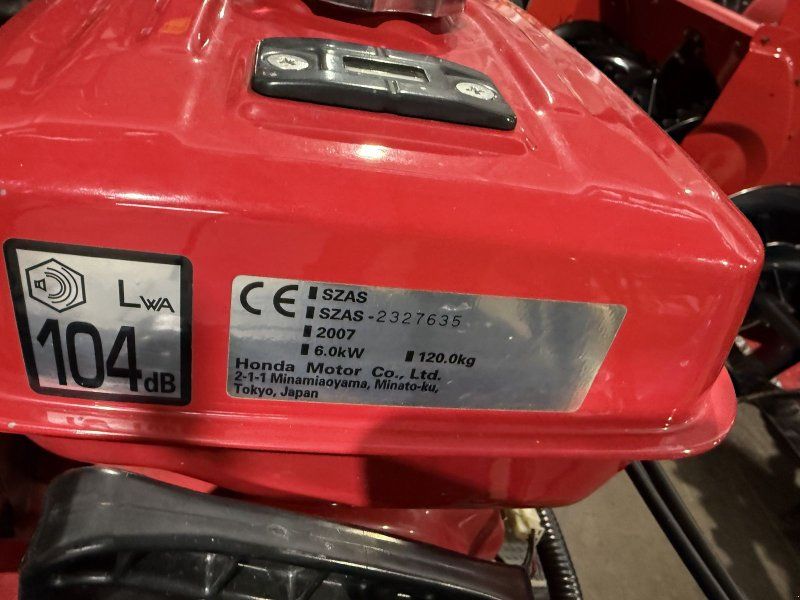 LWA
104dB
CE SZAS
SZAS-2327635
2007
6.0kW 120.0kg
Honda Motor Co., Ltd.
2-1-1 Minamiaoyama, Minato-ku,
Tokyo, Japan